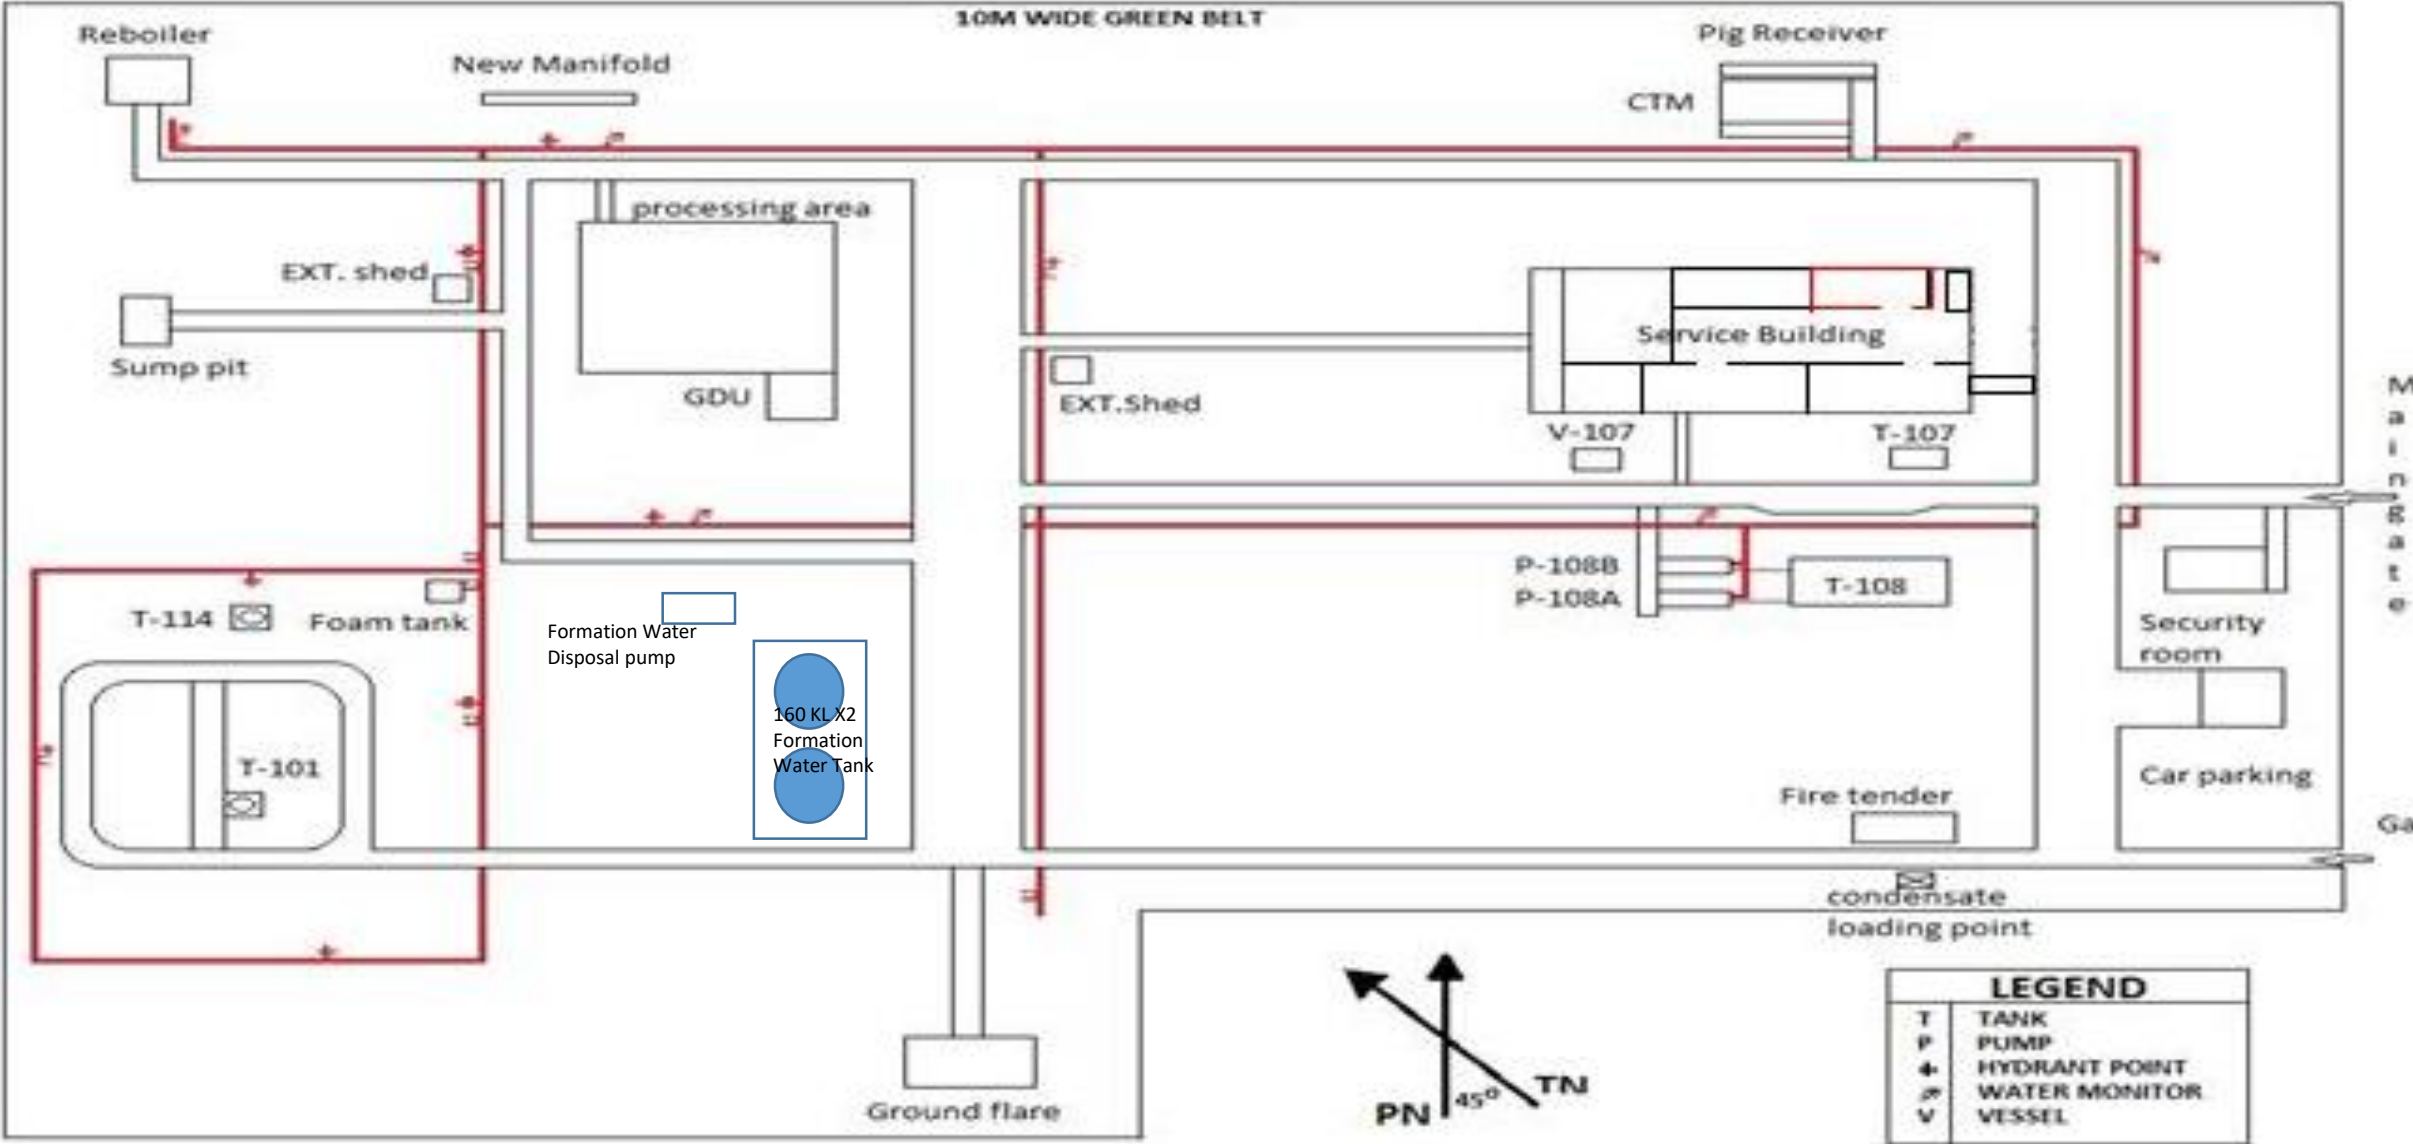 10M WIDE GREEN BELT
Reboiler
New Manifold
Pig Receiver
CTM
processing area
EXT. shed
Sump pit
GDU
EXT.Shed
Service Building
V-107
T-107
Main gate
P-108B
P-108A
T-108
T-114
Foam tank
Formation Water
Disposal pump
160 KL X2
Formation
Water Tank
T-101
Security
room
Car parking
Fire tender
Ga
condensate
loading point
Ground flare
PN
45°
TN
LEGEND
T TANK
P PUMP
HYDRANT POINT
WATER MONITOR
V VESSEL